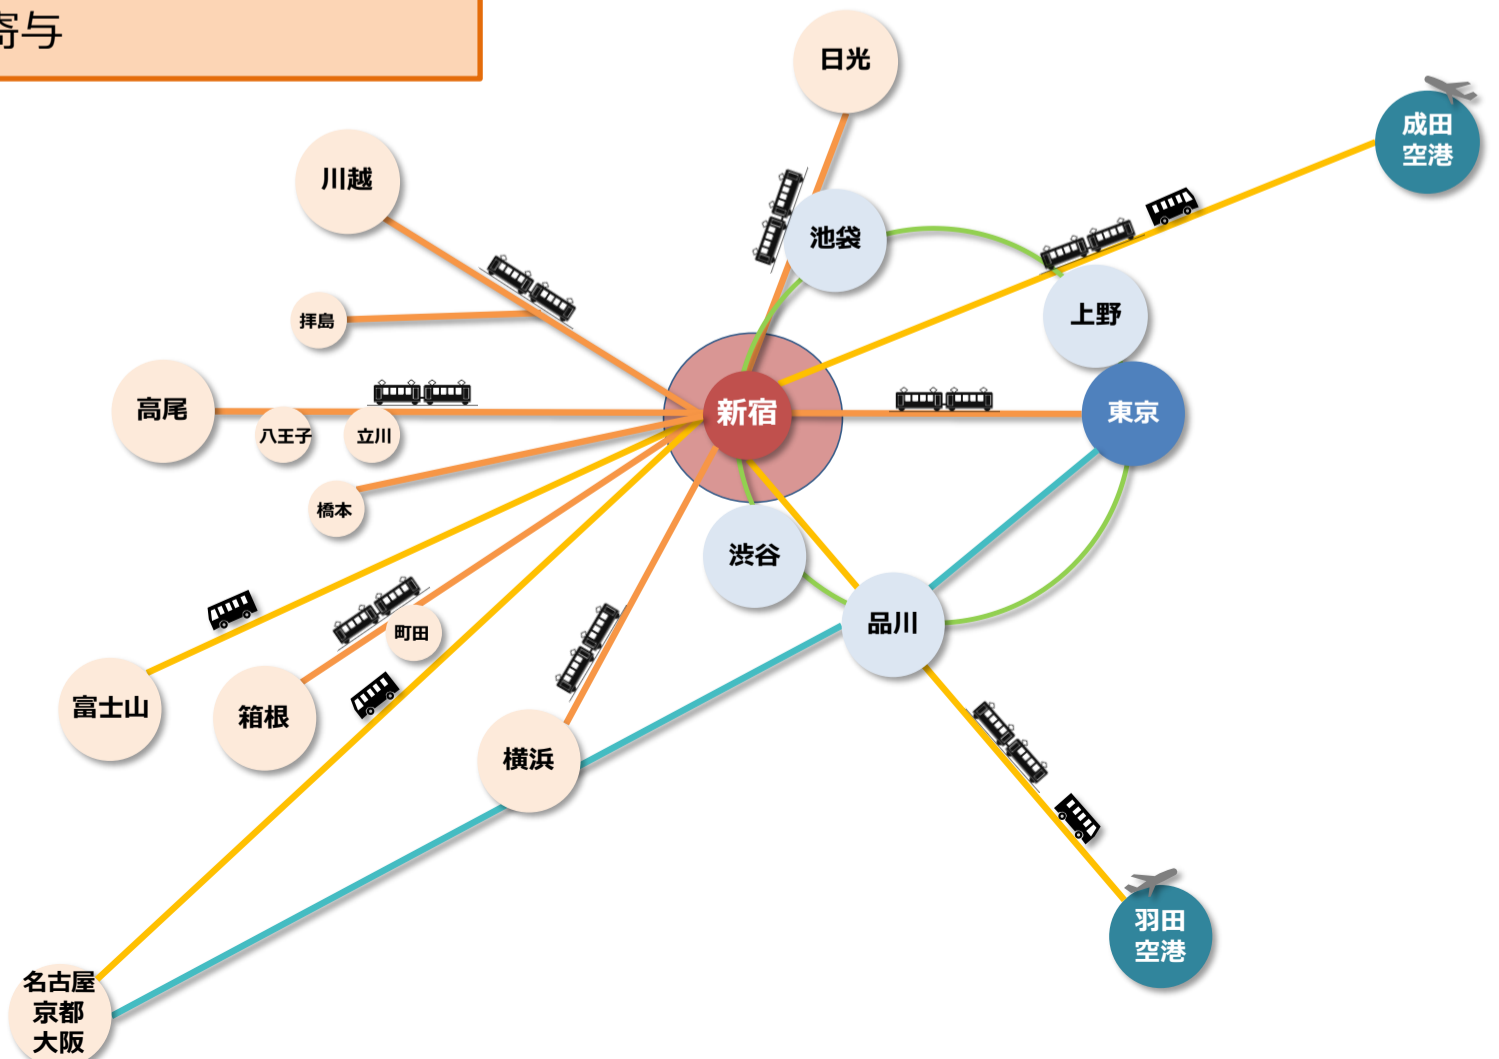 寄与
日光
成田
空港
川越
池袋
上野
拝島
高尾
八王子
立川
新宿
東京
橋本
渋谷
品川
町田
富士山
箱根
横浜
羽田
空港
名古屋
京都
大阪